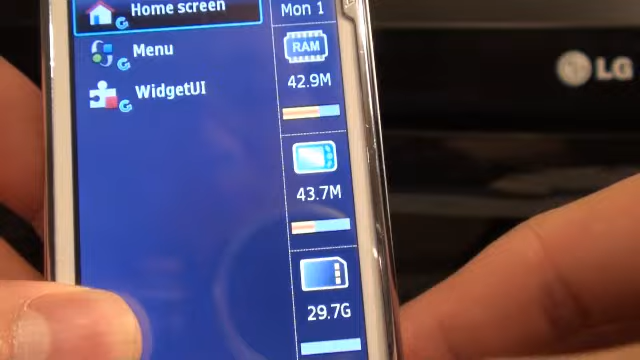 Home screen
Menu
WidgetUI
Mon 1
RAM
42.9M
43.7M
29.7G
LG